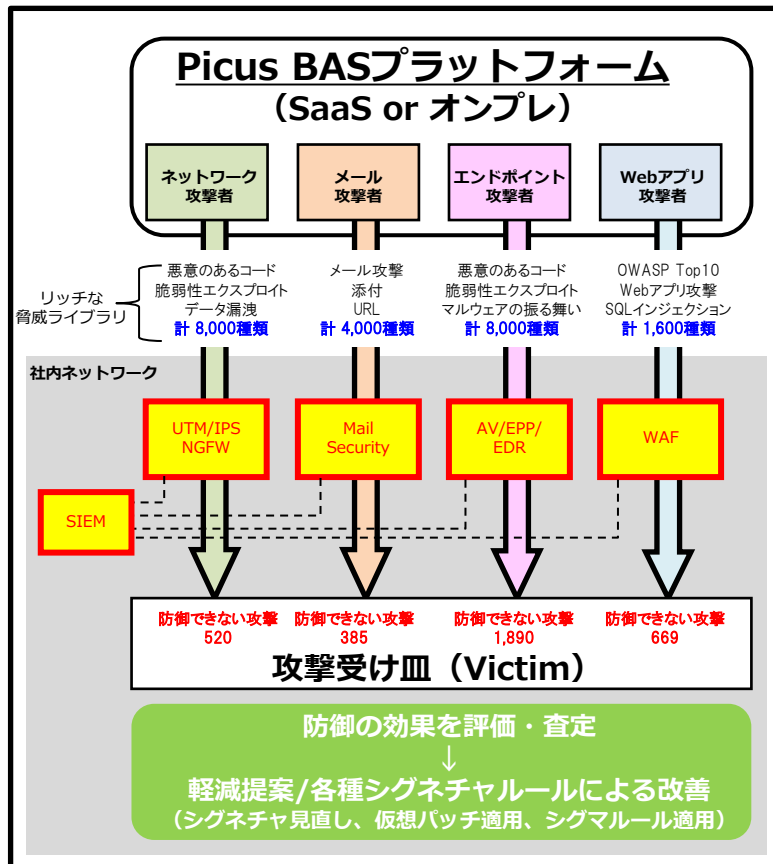 Picus BASプラットフォーム
（SaaS or オンプレ）
ネットワーク
攻撃者
メール
攻撃者
エンドポイント
攻撃者
Webアプリ
攻撃者
リッチな
脅威ライブラリ
悪意のあるコード
脆弱性エクスプロイト
データ漏洩
計 8,000種類
メール攻撃
添付
URL
計 4,000種類
悪意のあるコード
脆弱性エクスプロイト
マルウェアの振る舞い
計 8,000種類
OWASP Top10
Webアプリ攻撃
SQLインジェクション
計 1,600種類
社内ネットワーク
UTM/IPS
NGFW
Mail
Security
AV/EPP/
EDR
WAF
SIEM
防御できない攻撃
520
防御できない攻撃
385
防御できない攻撃
1,890
防御できない攻撃
669
攻撃受け皿（Victim）
防御の効果を評価・査定
↓
軽減提案/各種シグネチャルールによる改善
（シグネチャ見直し、仮想パッチ適用、シグマルール適用）